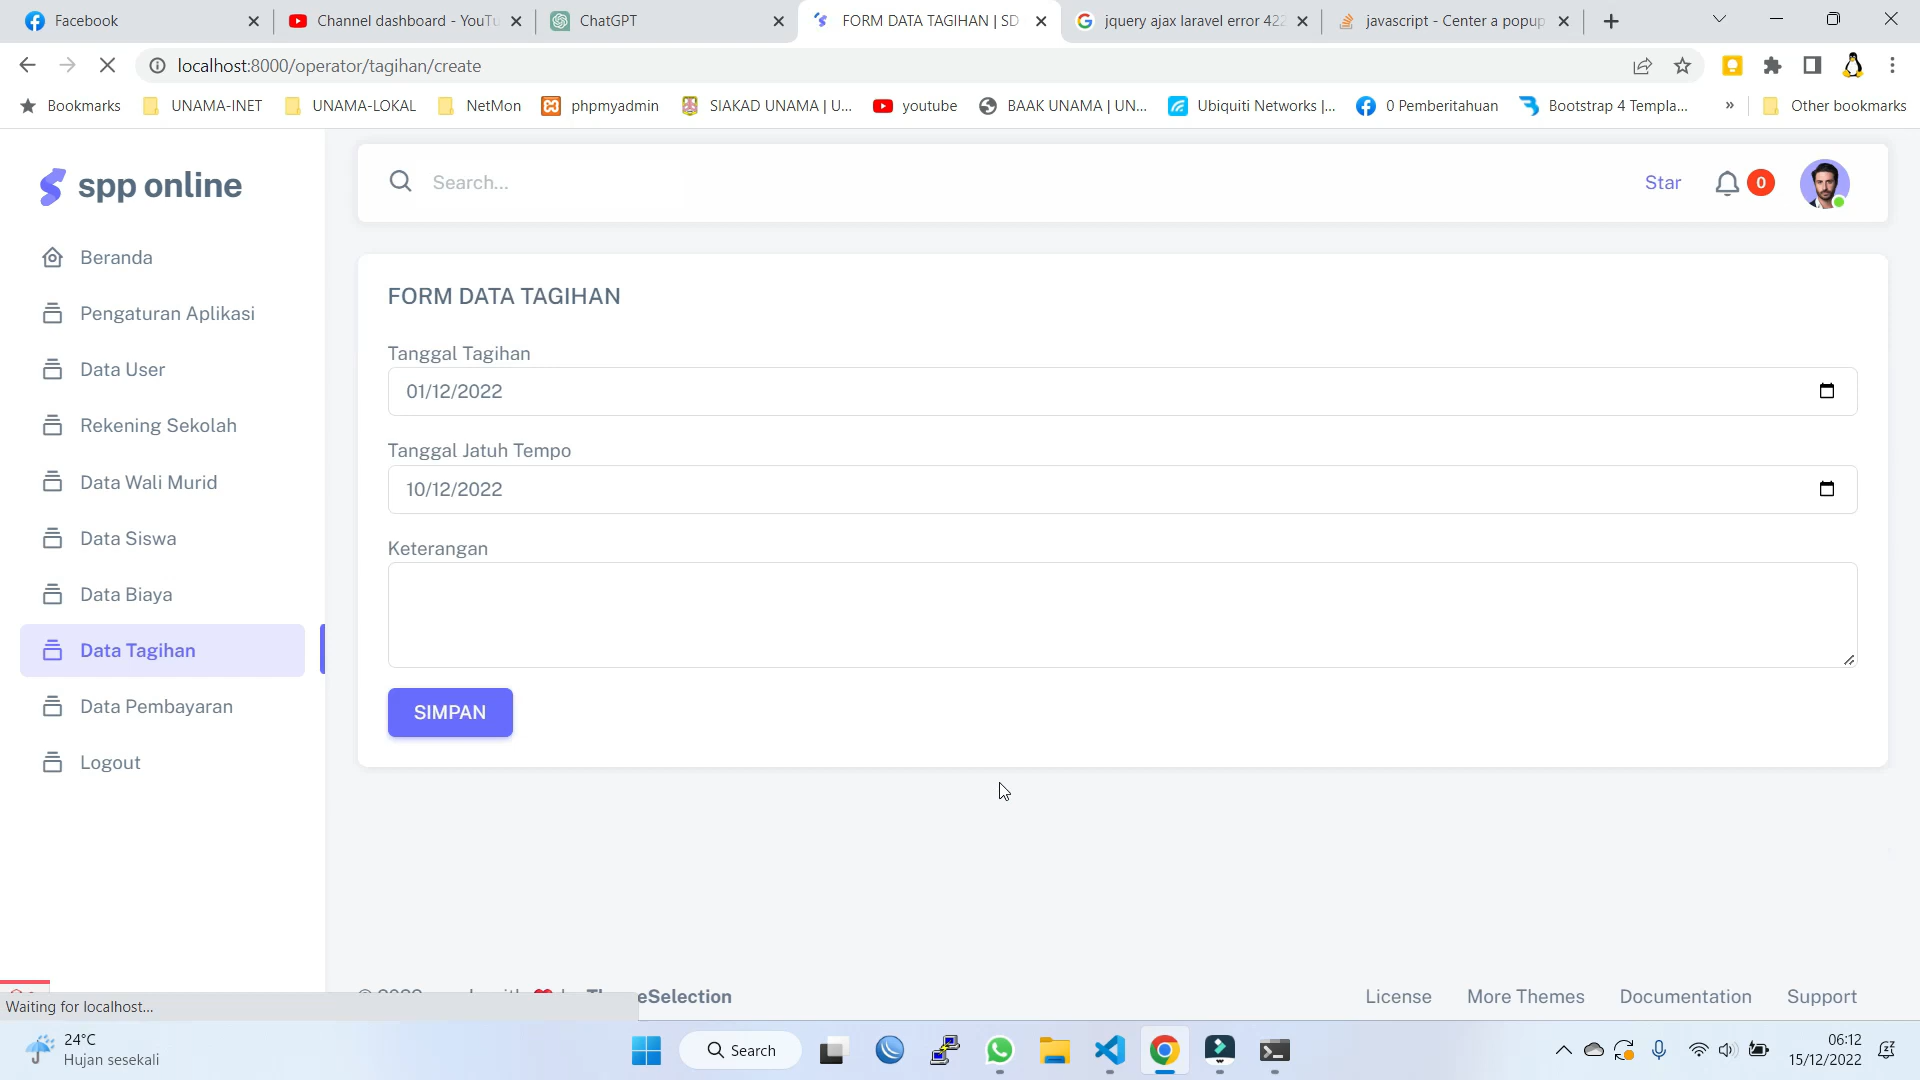 Facebook
Channel dashboard - YouTu
ChatGPT
FORM DATA TAGIHAN | SD
jquery ajax laravel error 422
javascript - Center a popup
localhost:8000/operator/tagihan/create
Bookmarks
UNAMA-INET
UNAMA-LOKAL
NetMon
phpmyadmin
SIAKAD UNAMA | U...
youtube
BAAK UNAMA | UN...
Ubiquiti Networks |...
0 Pemberitahuan
Bootstrap 4 Templa...
»
Other bookmarks
spp online
Search...
Star
0
Beranda
Pengaturan Aplikasi
Data User
Rekening Sekolah
Data Wali Murid
Data Siswa
Data Biaya
Data Tagihan
Data Pembayaran
Logout
FORM DATA TAGIHAN
Tanggal Tagihan
01/12/2022
Tanggal Jatuh Tempo
10/12/2022
Keterangan
SIMPAN
eSelection
License
More Themes
Documentation
Support
Waiting for localhost...
24°C
Hujan sesekali
Search
06:12
15/12/2022